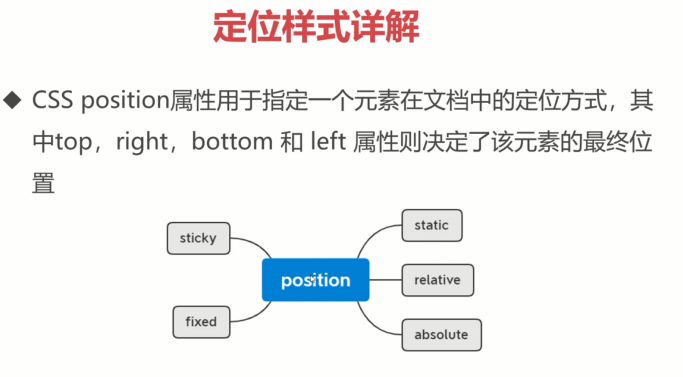 定位样式详解
◆ CSS position属性用于指定一个元素在文档中的定位方式，其
中top，right，bottom 和 left 属性则决定了该元素的最终位
置
static
sticky
position
relative
fixed
absolute